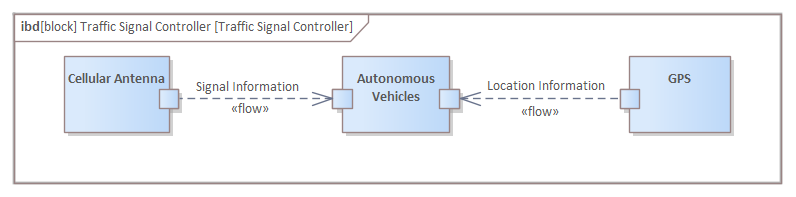 ibd[block] Traffic Signal Controller [Traffic Signal Controller]
Cellular Antenna
Signal Information
«flow»
Autonomous
Vehicles
Location Information
«flow»
GPS